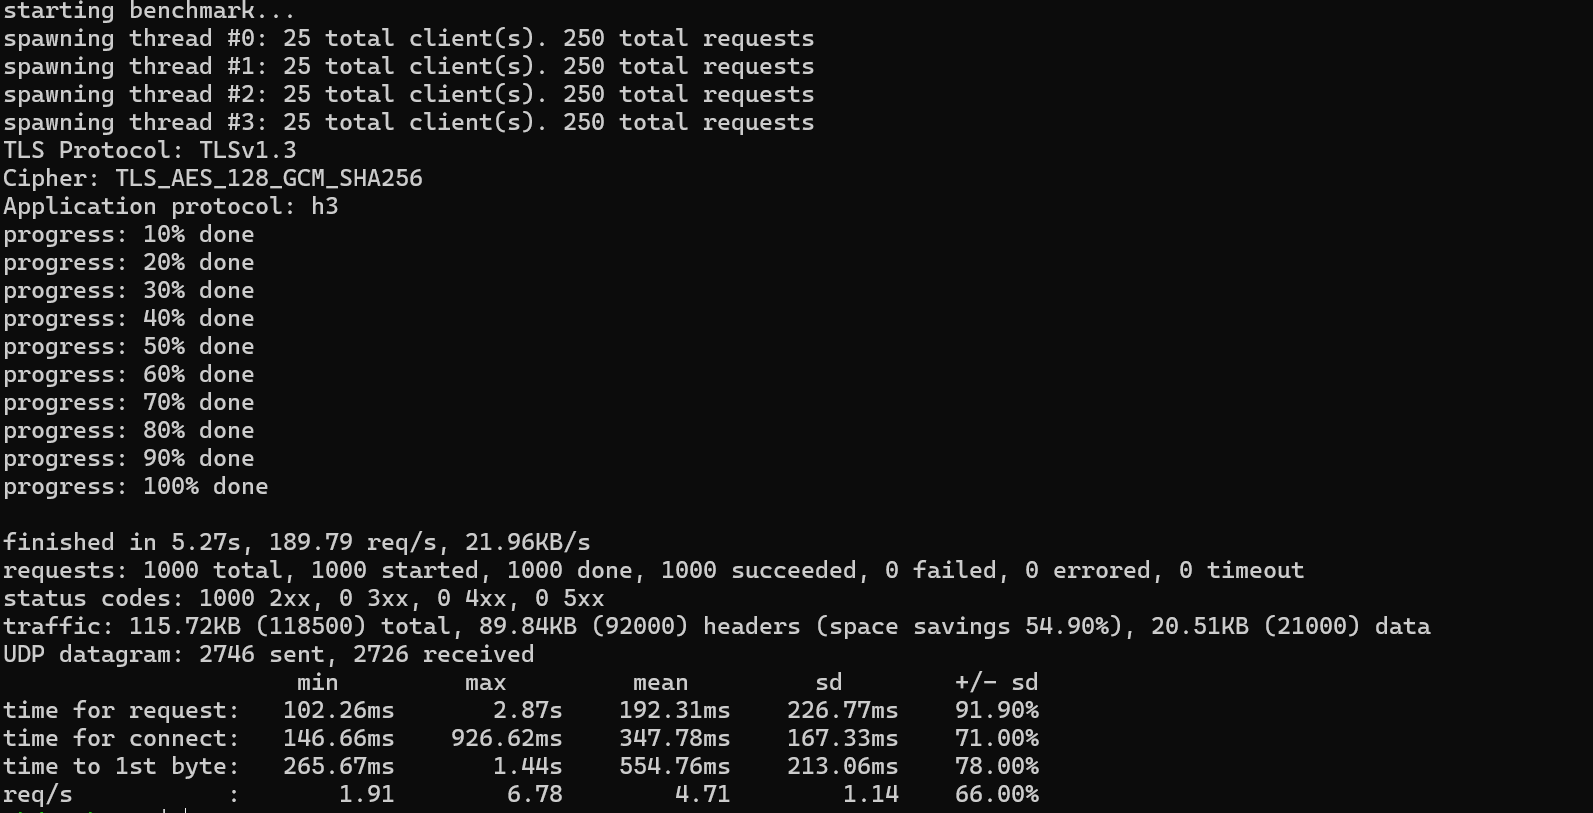 starting benchmark...
spawning thread #0: 25 total client(s). 250 total requests
spawning thread #1: 25 total client(s). 250 total requests
spawning thread #2: 25 total client(s). 250 total requests
spawning thread #3: 25 total client(s). 250 total requests
TLS Protocol: TLSv1.3
Cipher: TLS_AES_128_GCM_SHA256
Application protocol: h3
progress: 10% done
progress: 20% done
progress: 30% done
progress: 40% done
progress: 50% done
progress: 60% done
progress: 70% done
progress: 80% done
progress: 90% done
progress: 100% done

finished in 5.27s, 189.79 req/s, 21.96KB/s
requests: 1000 total, 1000 started, 1000 done, 1000 succeeded, 0 failed, 0 errored, 0 timeout
status codes: 1000 2xx, 0 3xx, 0 4xx, 0 5xx
traffic: 115.72KB (118500) total, 89.84KB (92000) headers (space savings 54.90%), 20.51KB (21000) data
UDP datagram: 2746 sent, 2726 received
                     min         max         mean         sd        +/- sd
time for request:   102.26ms       2.87s     192.31ms    226.77ms    91.90%
time for connect:   146.66ms    926.62ms     347.78ms    167.33ms    71.00%
time to 1st byte:   265.67ms       1.44s     554.76ms    213.06ms    78.00%
req/s           :       1.91        6.78         4.71        1.14    66.00%